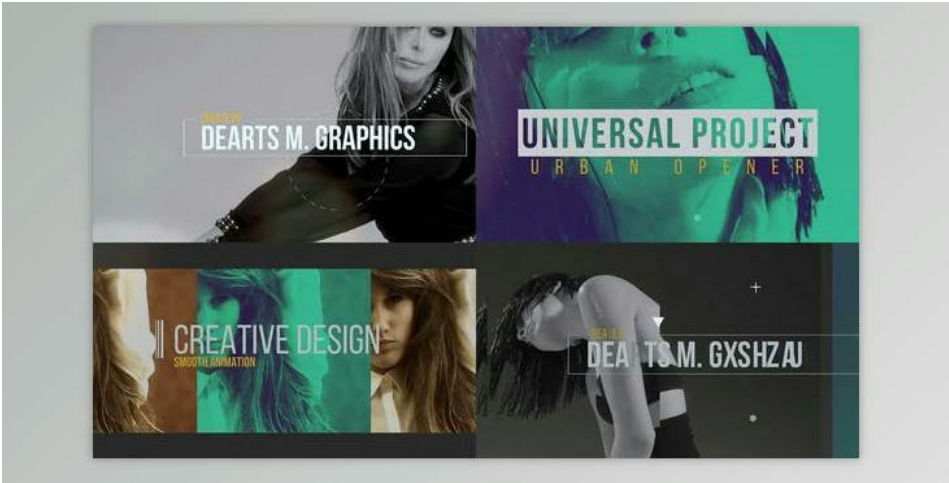 DEARTS M. GRAPHICS
UNIVERSAL PROJECT
URBAN OPENER
CREATIVE DESIGN
SMOOTH ANIMATION
DEA TS M. GXSHZAJ